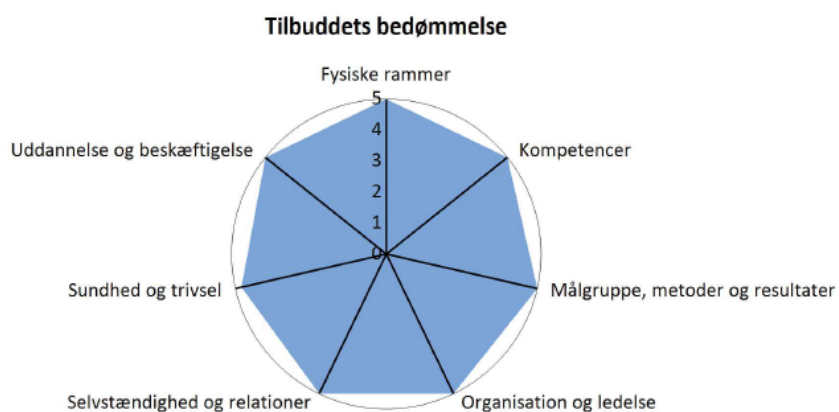 Tilbuddets bedømmelse
Fysiske rammer
5
4
3
2
1
0
Kompetencer
Målgruppe, metoder og resultater
Organisation og ledelse
Selvstændighed og relationer
Sundhed og trivsel
Uddannelse og beskæftigelse